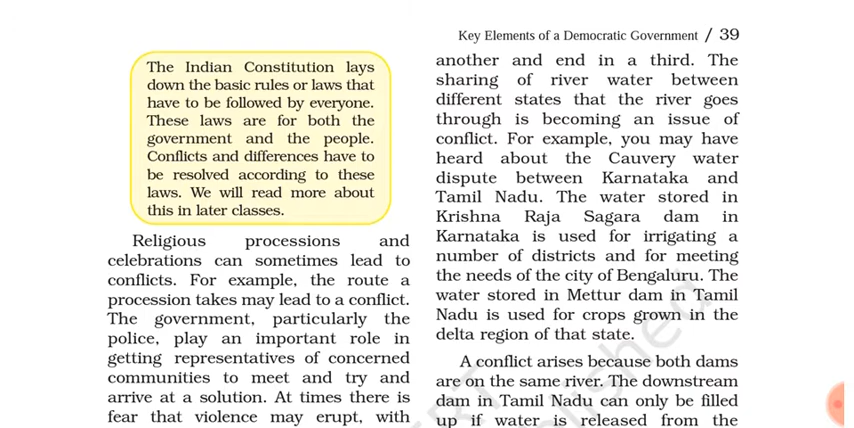 Key Elements of a Democratic Government / 39
The Indian Constitution lays
down the basic rules or laws that
have to be followed by everyone.
These laws are for both the
government and the people.
Conflicts and differences have to
be resolved according to these
laws. We will read more about
this in later classes.
Religious processions and
celebrations can sometimes lead to
conflicts. For example, the route a
procession takes may lead to a conflict.
The government, particularly the
police, play an important role in
getting representatives of concerned
communities to meet and try and
arrive at a solution. At times there is
fear that violence may erupt, with
another and end in a third. The
sharing of river water between
different states that the river goes
through is becoming an issue of
conflict. For example, you may have
heard about the Cauvery water
dispute between Karnataka and
Tamil Nadu. The water stored in
Krishna Raja Sagara dam in
Karnataka is used for irrigating a
number of districts and for meeting
the needs of the city of Bengaluru. The
water stored in Mettur dam in Tamil
Nadu is used for crops grown in the
delta region of that state.
A conflict arises because both dams
are on the same river. The downstream
dam in Tamil Nadu can only be filled
up if water is released from the